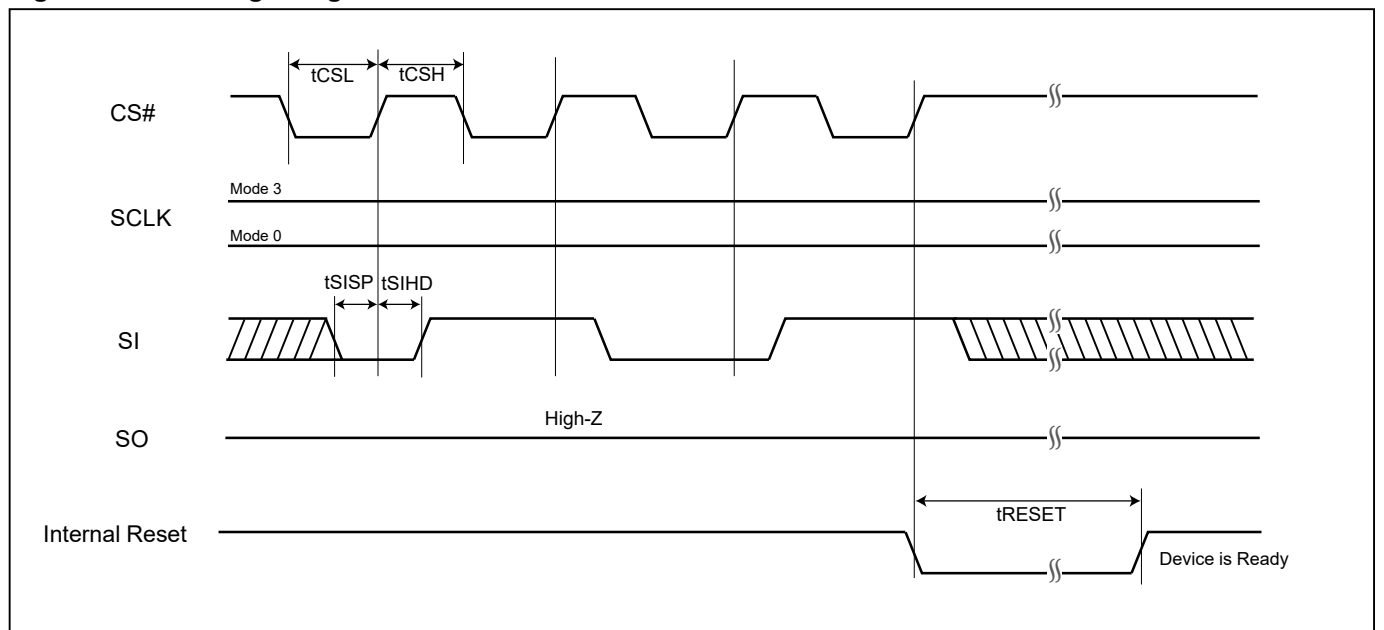 tCSL
tCSH
CS#
Mode 3
SCLK
Mode 0
tSISP
tSIHD
SI
High-Z
SO
tRESET
Internal Reset
Device is Ready